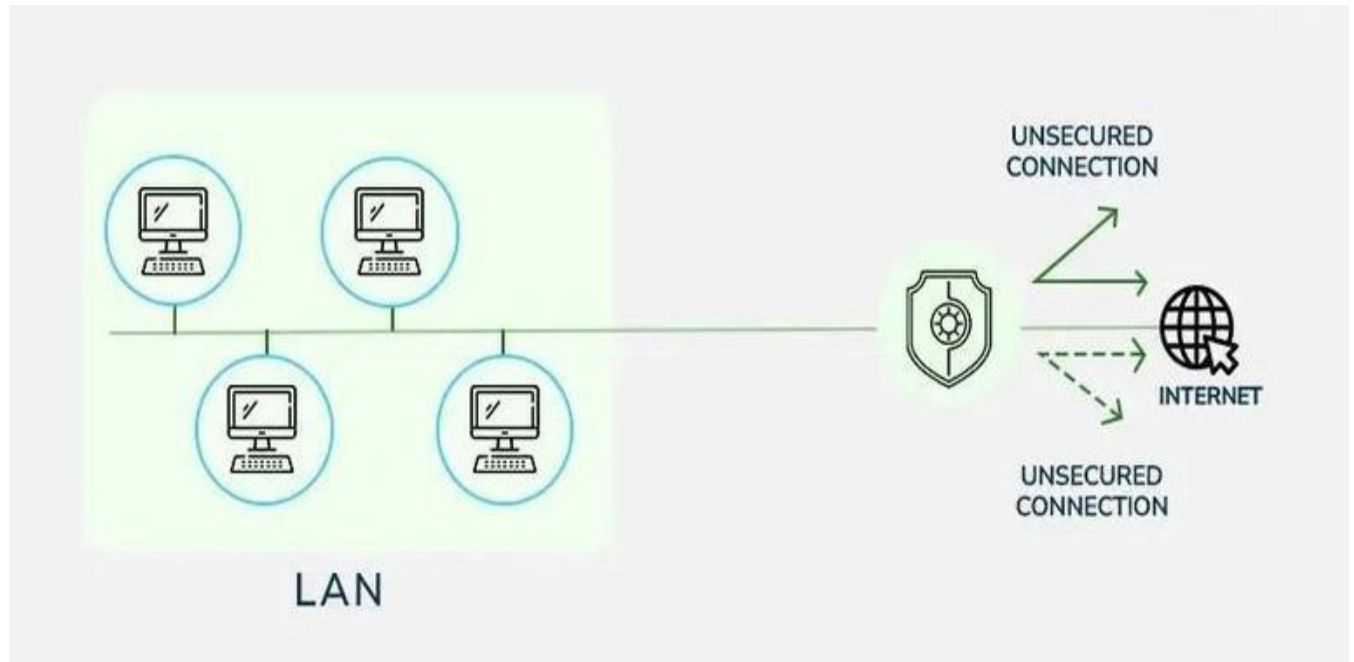 UNSECURED
CONNECTION
INTERNET
UNSECURED
CONNECTION
LAN